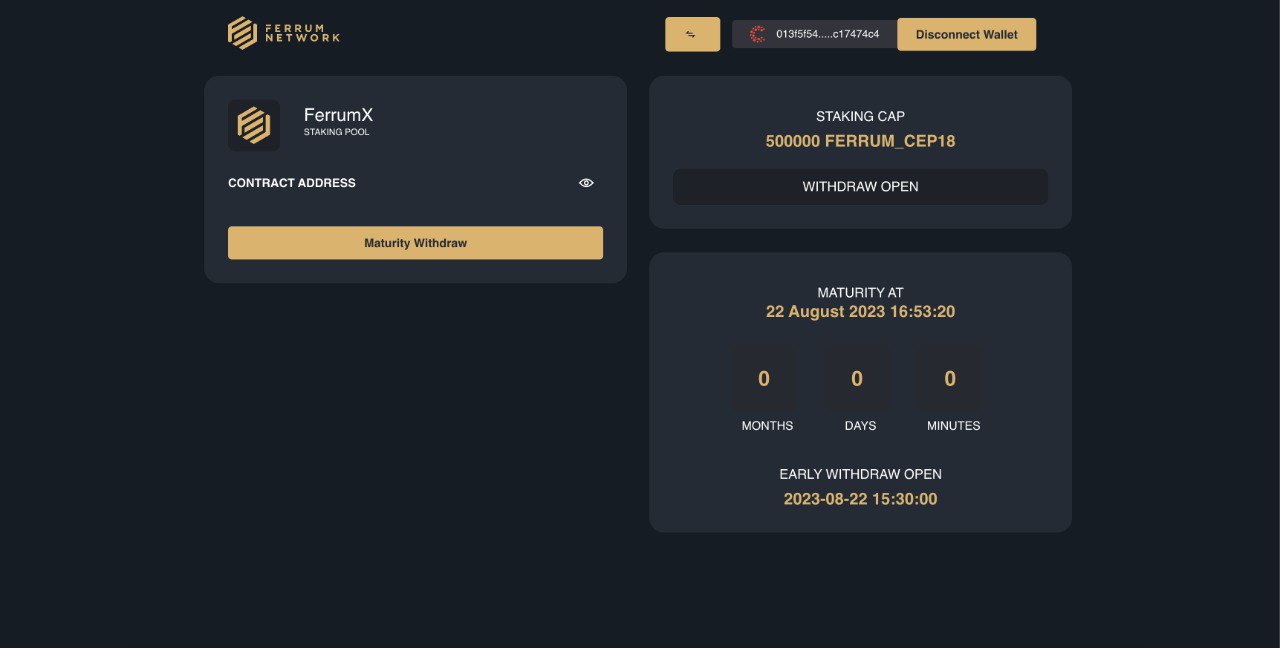 FERRUM
NETWORK
013f5f54.....c17474c4
Disconnect Wallet
FerrumX
STAKING POOL
CONTRACT ADDRESS
Maturity Withdraw
STAKING CAP
500000 FERRUM_CEP18
WITHDRAW OPEN
MATURITY AT
22 August 2023 16:53:20
0 0 0
MONTHS DAYS MINUTES
EARLY WITHDRAW OPEN
2023-08-22 15:30:00